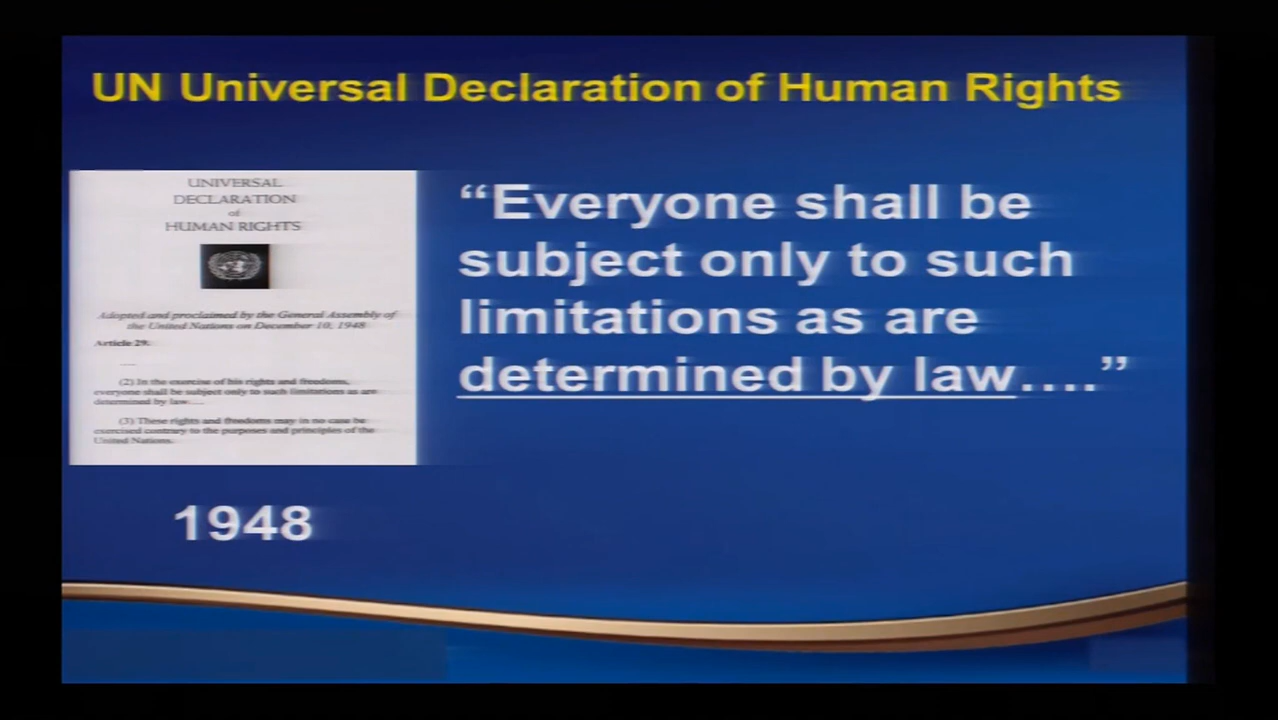 UN Universal Declaration of Human Rights
UNIVERSAL
DECLARATION
of
HUMAN RIGHTS
Adopted and proclaimed by the General Assembly of
the United Nations on December 10, 1948
Article 29.
....
(2) In the exercise of his rights and freedoms,
everyone shall be subject only to such limitations as are
determined by law....
(3) These rights and freedoms may in no case be
exercised contrary to the purposes and principles of the
United Nations.
1948
“Everyone shall be
subject only to such
limitations as are
determined by law….”